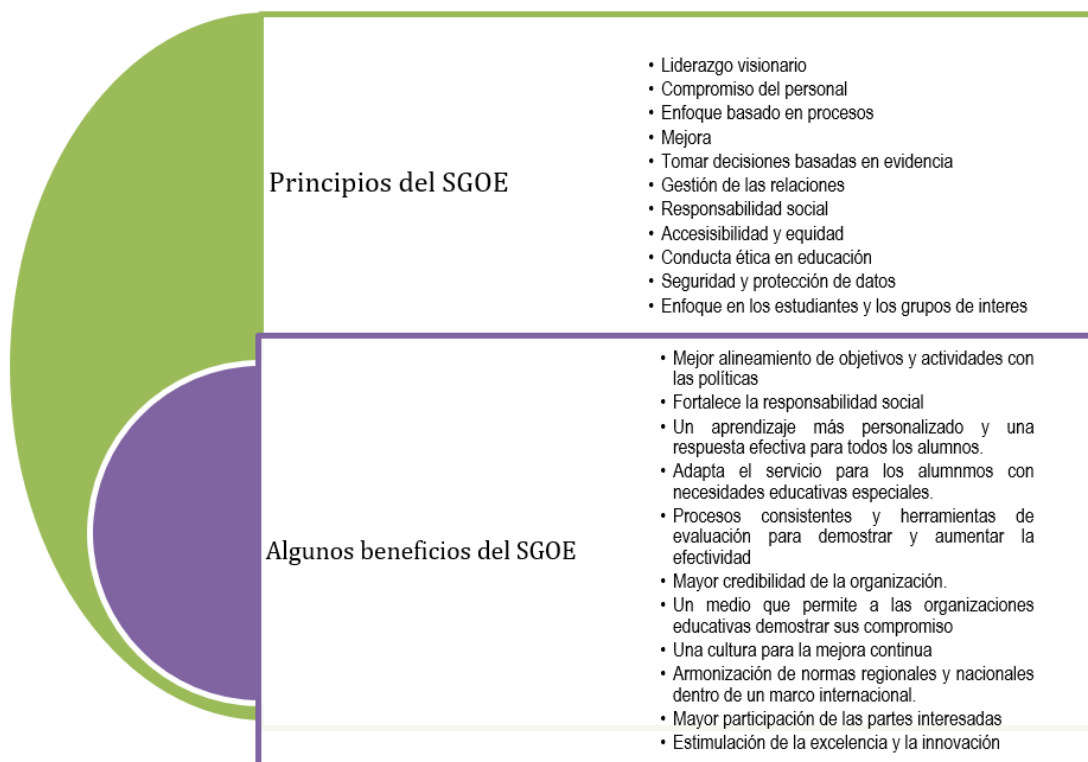 Principios del SGOE
• Liderazgo visionario
• Compromiso del personal
• Enfoque basado en procesos
• Mejora
• Tomar decisiones basadas en evidencia
• Gestión de las relaciones
• Responsabilidad social
• Accesisibilidad y equidad
• Conducta ética en educación
• Seguridad y protección de datos
• Enfoque en los estudiantes y los grupos de interes
Algunos beneficios del SGOE
• Mejor alineamiento de objetivos y actividades con
las políticas
• Fortalece la responsabilidad social
• Un aprendizaje más personalizado y una
respuesta efectiva para todos los alumnos.
• Adapta el servicio para los alumnmos con
necesidades educativas especiales.
• Procesos consistentes y herramientas de
evaluación para demostrar y aumentar la
efectividad
• Mayor credibilidad de la organización.
• Un medio que permite a las organizaciones
educativas demostrar sus compromiso
• Una cultura para la mejora continua
• Armonización de normas regionales y nacionales
dentro de un marco internacional.
• Mayor participación de las partes interesadas
• Estimulación de la excelencia y la innovación